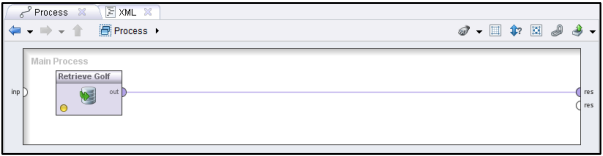 Process XML
Process
Main Process
Retrieve Golf
inp out res
res